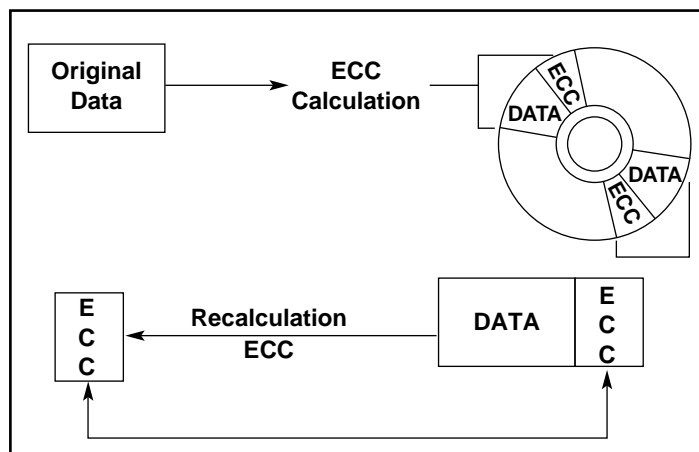 Original
Data
ECC
Calculation
ECC
DATA
DATA
ECC
E
C
C
Recalculation
ECC
DATA
E
C
C